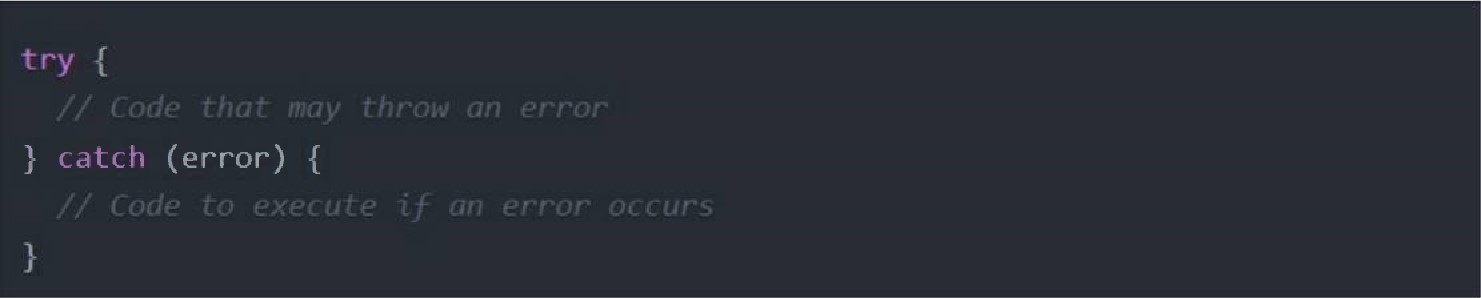 try {
// Code that may throw an error
} catch (error) {
// Code to execute if an error occurs
}